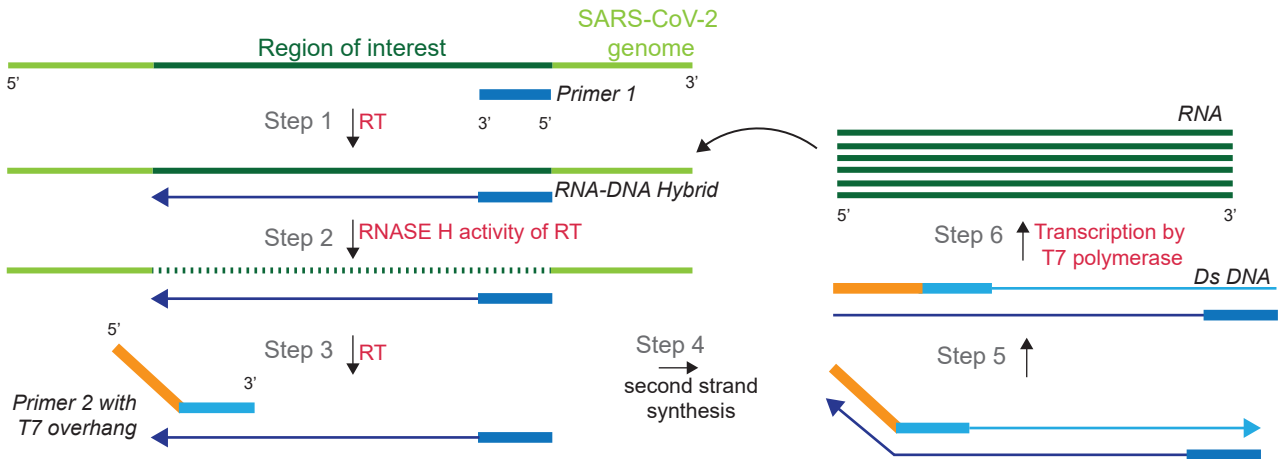 SARS-CoV-2
genome
Region of interest
5’
3’
Primer 1
3’ 5’
Step 1 RT
RNA-DNA Hybrid
Step 2 RNASE H activity of RT
Step 3 RT
5’
3’
Primer 2 with
T7 overhang
Step 4
second strand
synthesis
RNA
5’ 3’
Step 6 Transcription by
T7 polymerase
Ds DNA
Step 5